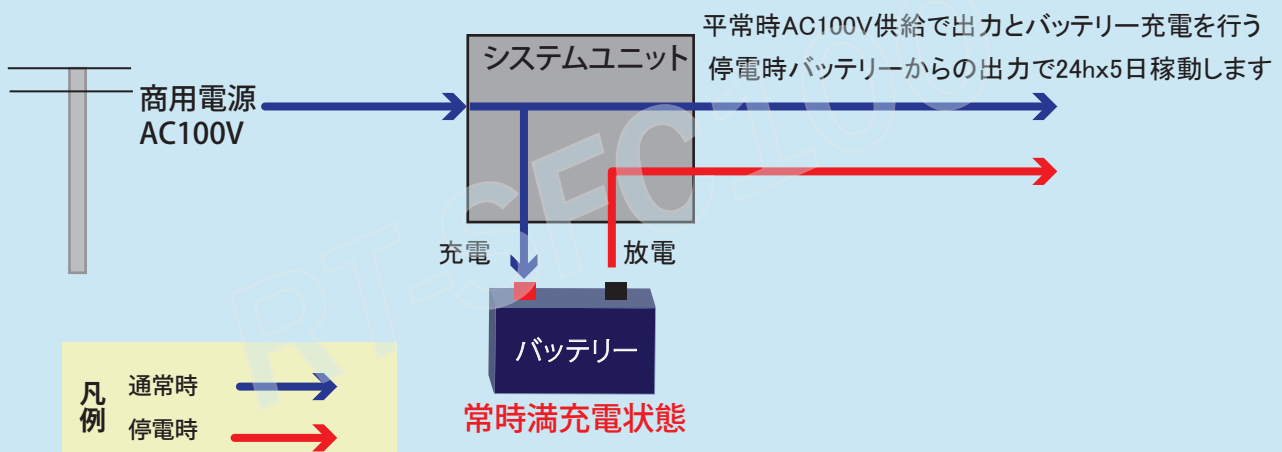 平常時AC100V供給で出力とバッテリー充電を行う
停電時バッテリーからの出力で24hx5日稼動します
システムユニット
商用電源
AC100V
充電
放電
バッテリー
常時満充電状態
凡例
通常時
停電時
RT-SFC100